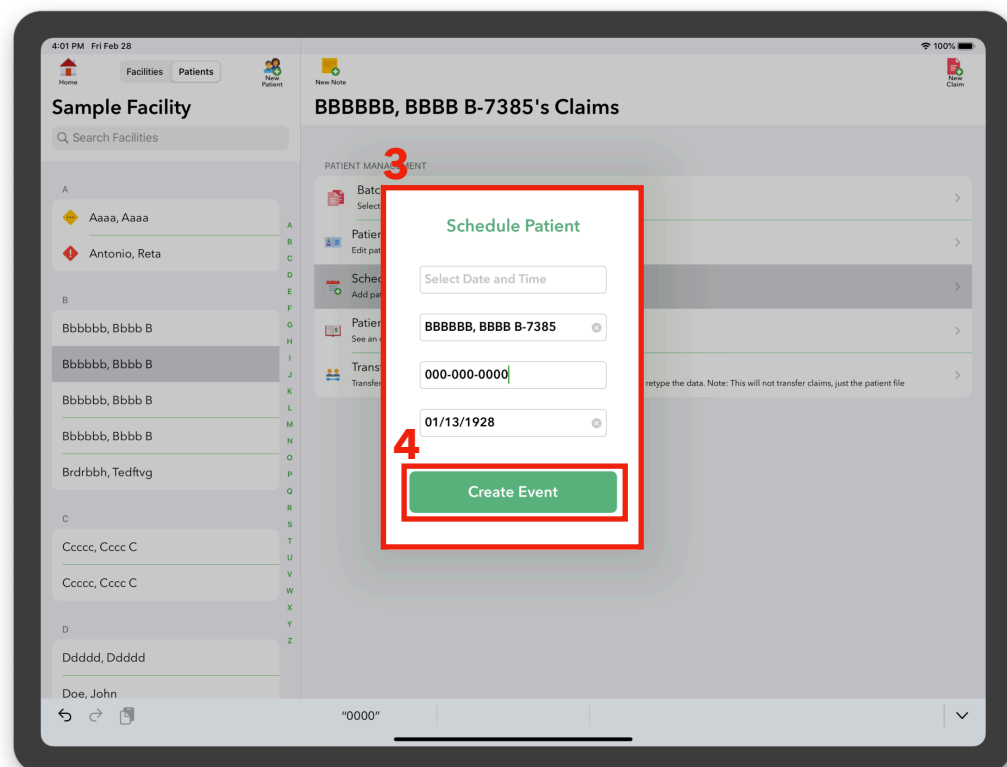 4:01 PM Fri Feb 28
100%
Home
Facilities Patients
New Patient
New Note
New Claim
Sample Facility
BBBBBB, BBBB B-7385's Claims
Search Facilities
A
Aaaa, Aaaa
Antonio, Reta
B
Bbbbbb, Bbbb B
Bbbbbb, Bbbb B
Bbbbbb, Bbbb B
Bbbbbb, Bbbb B
Brdrbbh, Tedftvg
C
Ccccc, Cccc C
Ccccc, Cccc C
D
Ddddd, Ddddd
Doe, John
A
B
C
D
E
F
G
H
I
J
K
L
M
N
O
P
Q
R
S
T
U
V
W
X
Y
Z
PATIENT MANAGEMENT
Batc
Select
Patien
Edit pat
Sched
Add pa
Patien
See an
Trans
Transfer
retype the data. Note: This will not transfer claims, just the patient file
3
Schedule Patient
Select Date and Time
BBBBBB, BBBB B-7385
000-000-0000
01/13/1928
4
Create Event
"0000"